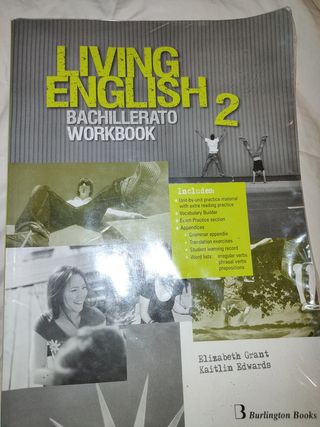 LIVING
ENGLISH 2
BACHILLERATO
WORKBOOK
Includes:
Unit-by-unit practice material
with extra reading practice
Vocabulary Builder
Exam Practice section
Appendices
Grammar appendix
Translation exercises
Student learning record
Word lists: irregular verbs
phrasal verbs
prepositions
Elizabeth Grant
Kaitlin Edwards
B Burlington Books